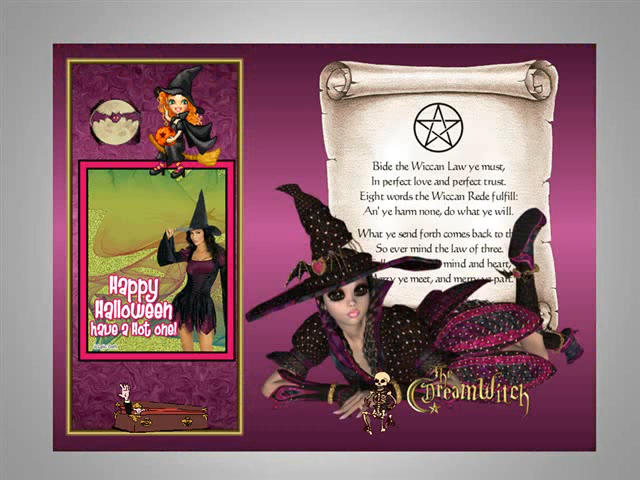 Happy
Halloween
have a Hot one!
Bide the Wiccan Law ye must,
In perfect love and perfect trust.
Eight words the Wiccan Rede fulfill:
An' ye harm none, do what ye will.
What ye send forth comes back to
So ever mind the law of three.
mind and heart,
ye meet, and merry ye part.
The
DreamWitch